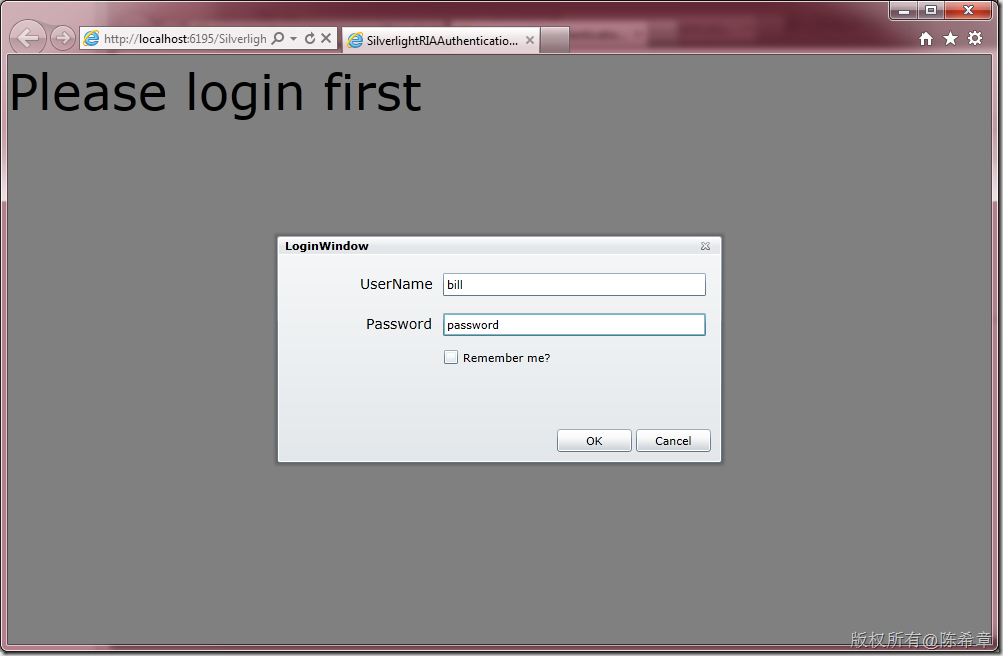 http://localhost:6195/Silverligh
SilverlightRIAAuthenticatio...
Please login first
LoginWindow
UserName
bill
Password
password
Remember me?
OK
Cancel
版权所有@陈希章